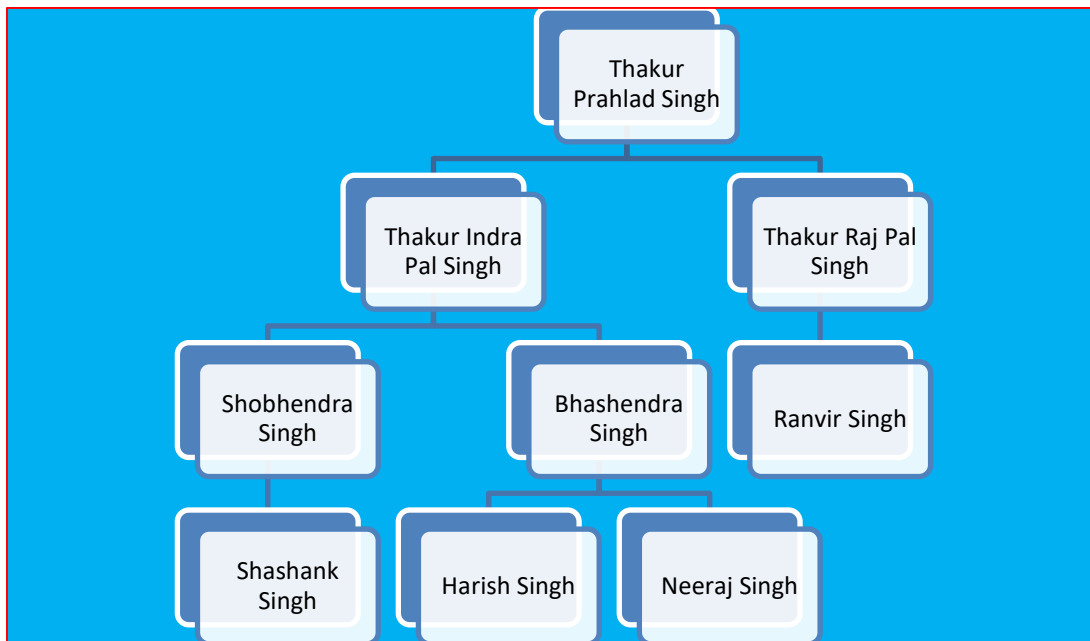 Thakur
Prahlad Singh
Thakur Indra
Pal Singh
Thakur Raj Pal
Singh
Shobhendra
Singh
Bhashendra
Singh
Ranvir Singh
Shashank
Singh
Harish Singh
Neeraj Singh